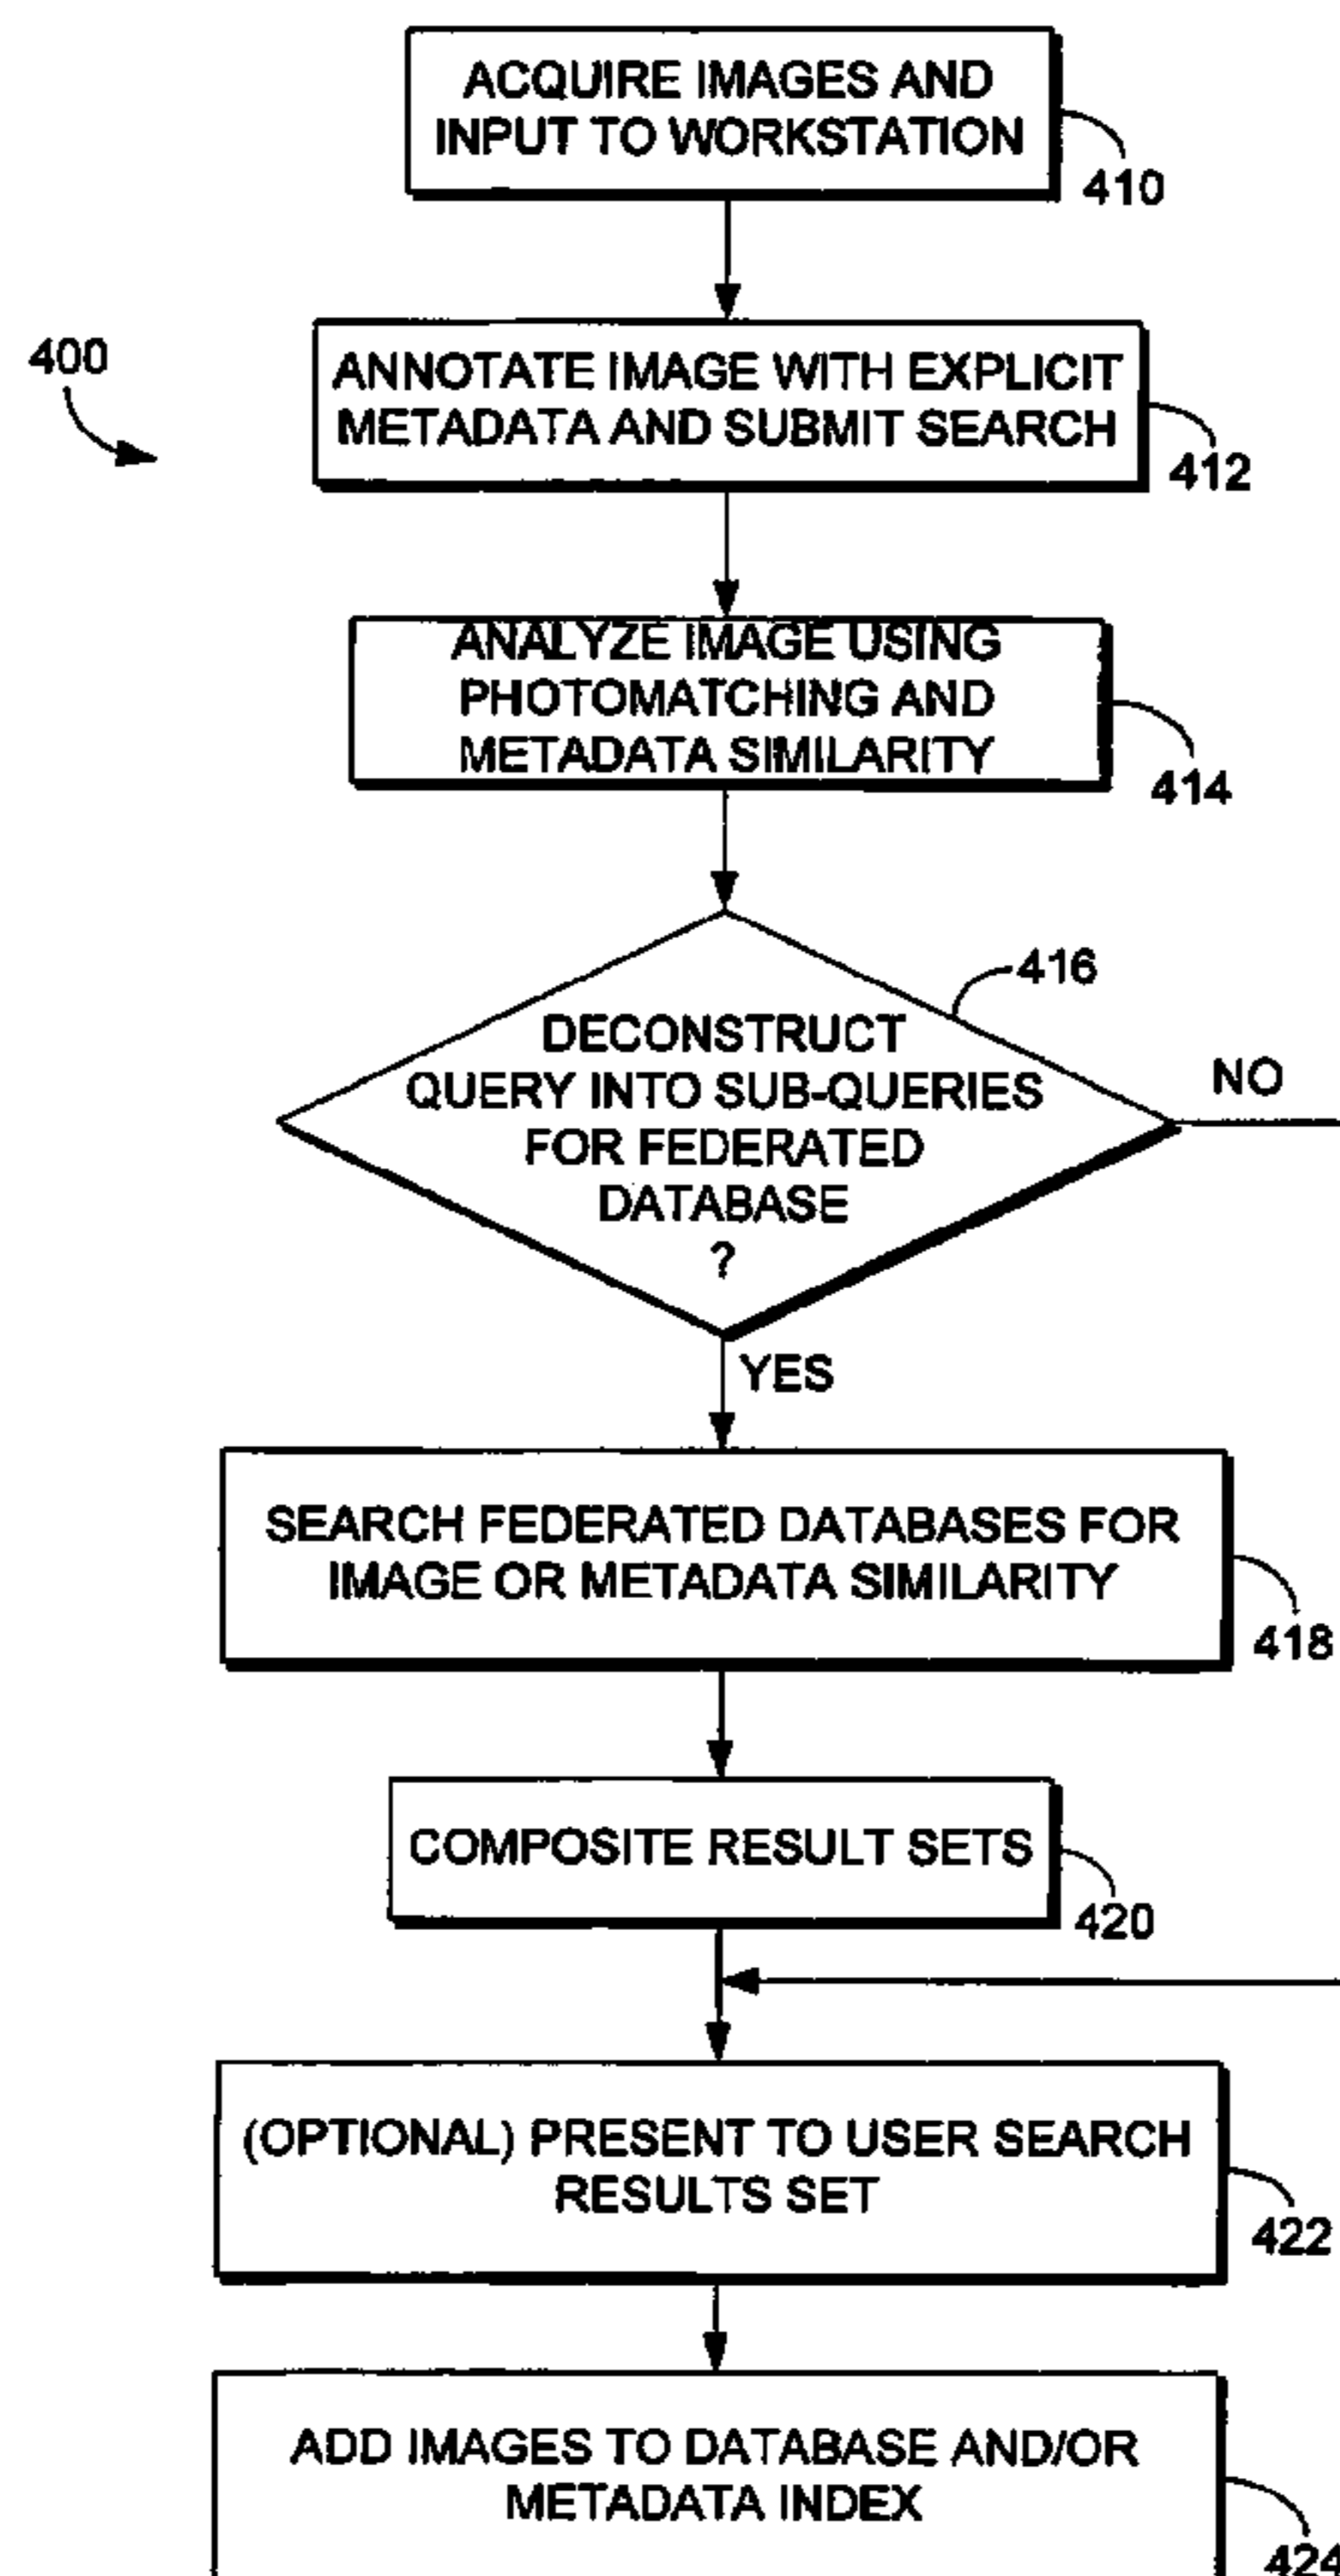 ACQUIRE IMAGES AND
INPUT TO WORKSTATION
410
400
ANNOTATE IMAGE WITH EXPLICIT
METADATA AND SUBMIT SEARCH
412
ANALYZE IMAGE USING
PHOTOMATCHING AND
METADATA SIMILARITY
414
416
DECONSTRUCT
QUERY INTO SUB-QUERIES
FOR FEDERATED
DATABASE
?
NO
YES
SEARCH FEDERATED DATABASES FOR
IMAGE OR METADATA SIMILARITY
418
COMPOSITE RESULT SETS
420
(OPTIONAL) PRESENT TO USER SEARCH
RESULTS SET
422
ADD IMAGES TO DATABASE AND/OR
METADATA INDEX
424